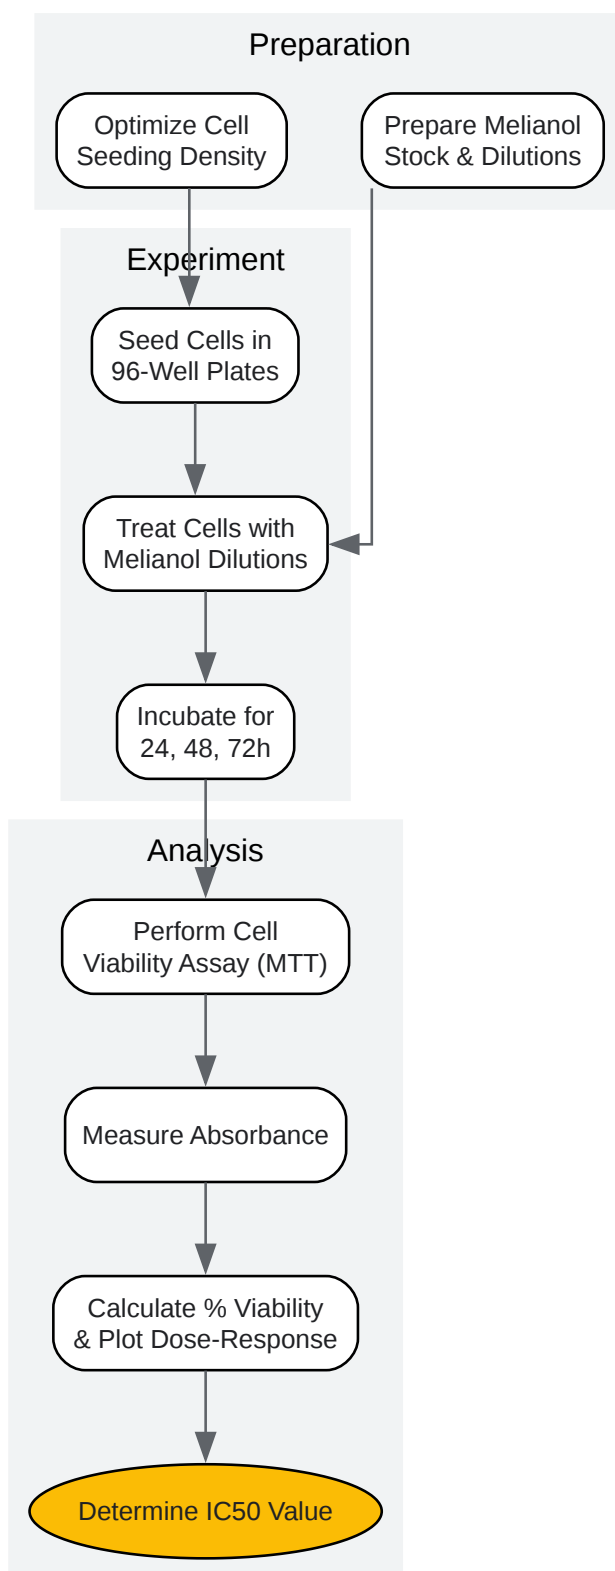 Preparation
Optimize Cell
Seeding Density
Prepare Melianol
Stock & Dilutions
Experiment
Seed Cells in
96-Well Plates
Treat Cells with
Melianol Dilutions
Incubate for
24, 48, 72h
Analysis
Perform Cell
Viability Assay (MTT)
Measure Absorbance
Calculate % Viability
& Plot Dose-Response
Determine IC50 Value